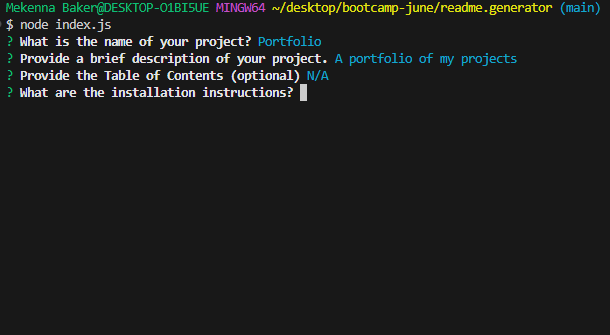 Mekenna Baker@DESKTOP-O1BI5UE MINGW64 ~/desktop/bootcamp-june/readme.generator (main)
$ node index.js
? What is the name of your project? Portfolio
? Provide a brief description of your project. A portfolio of my projects
? Provide the Table of Contents (optional) N/A
? What are the installation instructions?